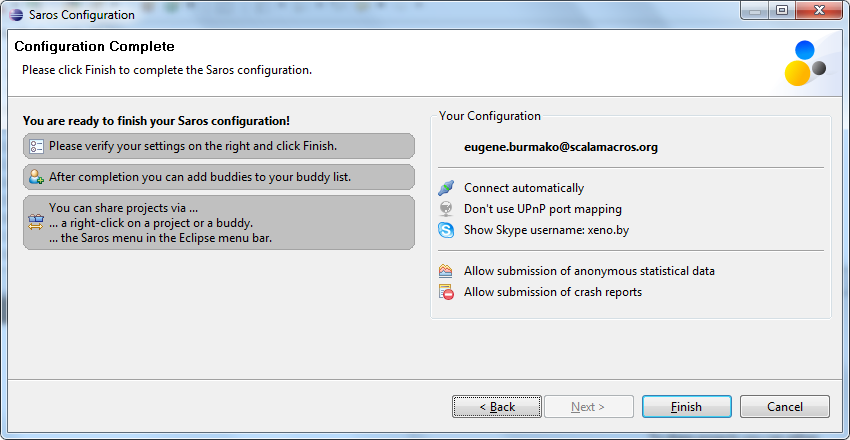 Saros Configuration
Configuration Complete
Please click Finish to complete the Saros configuration.
You are ready to finish your Saros configuration!
Please verify your settings on the right and click Finish.
After completion you can add buddies to your buddy list.
You can share projects via ...
... a right-click on a project or a buddy.
... the Saros menu in the Eclipse menu bar.
Your Configuration
eugene.burmako@scalamacros.org
Connect automatically
Don't use UPnP port mapping
Show Skype username: xeno.by
Allow submission of anonymous statistical data
Allow submission of crash reports
< Back
Next >
Finish
Cancel